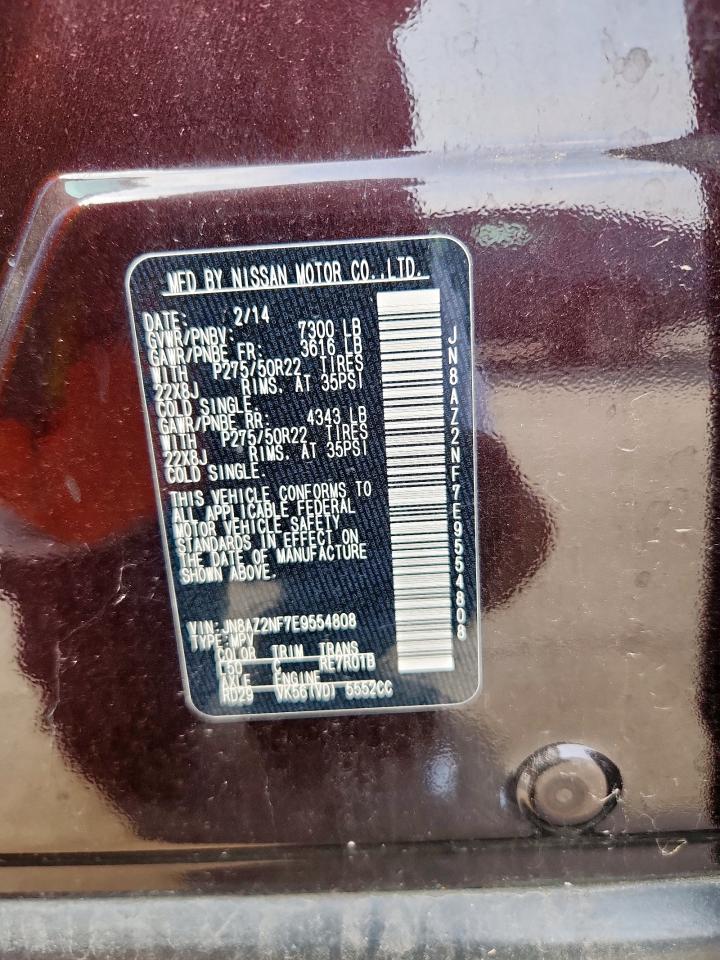 MFD BY NISSAN MOTOR CO.,LTD.
DATE: 2/14
GVWR/PNBV: 7300 LB
GAWR/PNBE FR: 3616 LB
WITH P275/50R22 TIRES
22X8J RIMS. AT 35PSI
COLD SINGLE.
GAWR/PNBE RR: 4343 LB
WITH P275/50R22 TIRES
22X8J RIMS. AT 35PSI
COLD SINGLE.
THIS VEHICLE CONFORMS TO
ALL APPLICABLE FEDERAL
MOTOR VEHICLE SAFETY
STANDARDS IN EFFECT ON
THE DATE OF MANUFACTURE
SHOWN ABOVE.
VIN: JN8AZ2NF7E9554808
TYPE: MPV
COLOR TRIM TRANS
L50 C RE7R01B
AXLE ENGINE
RD29 VK56(VD) 5552CC
JN8AZ2NF7E9554808